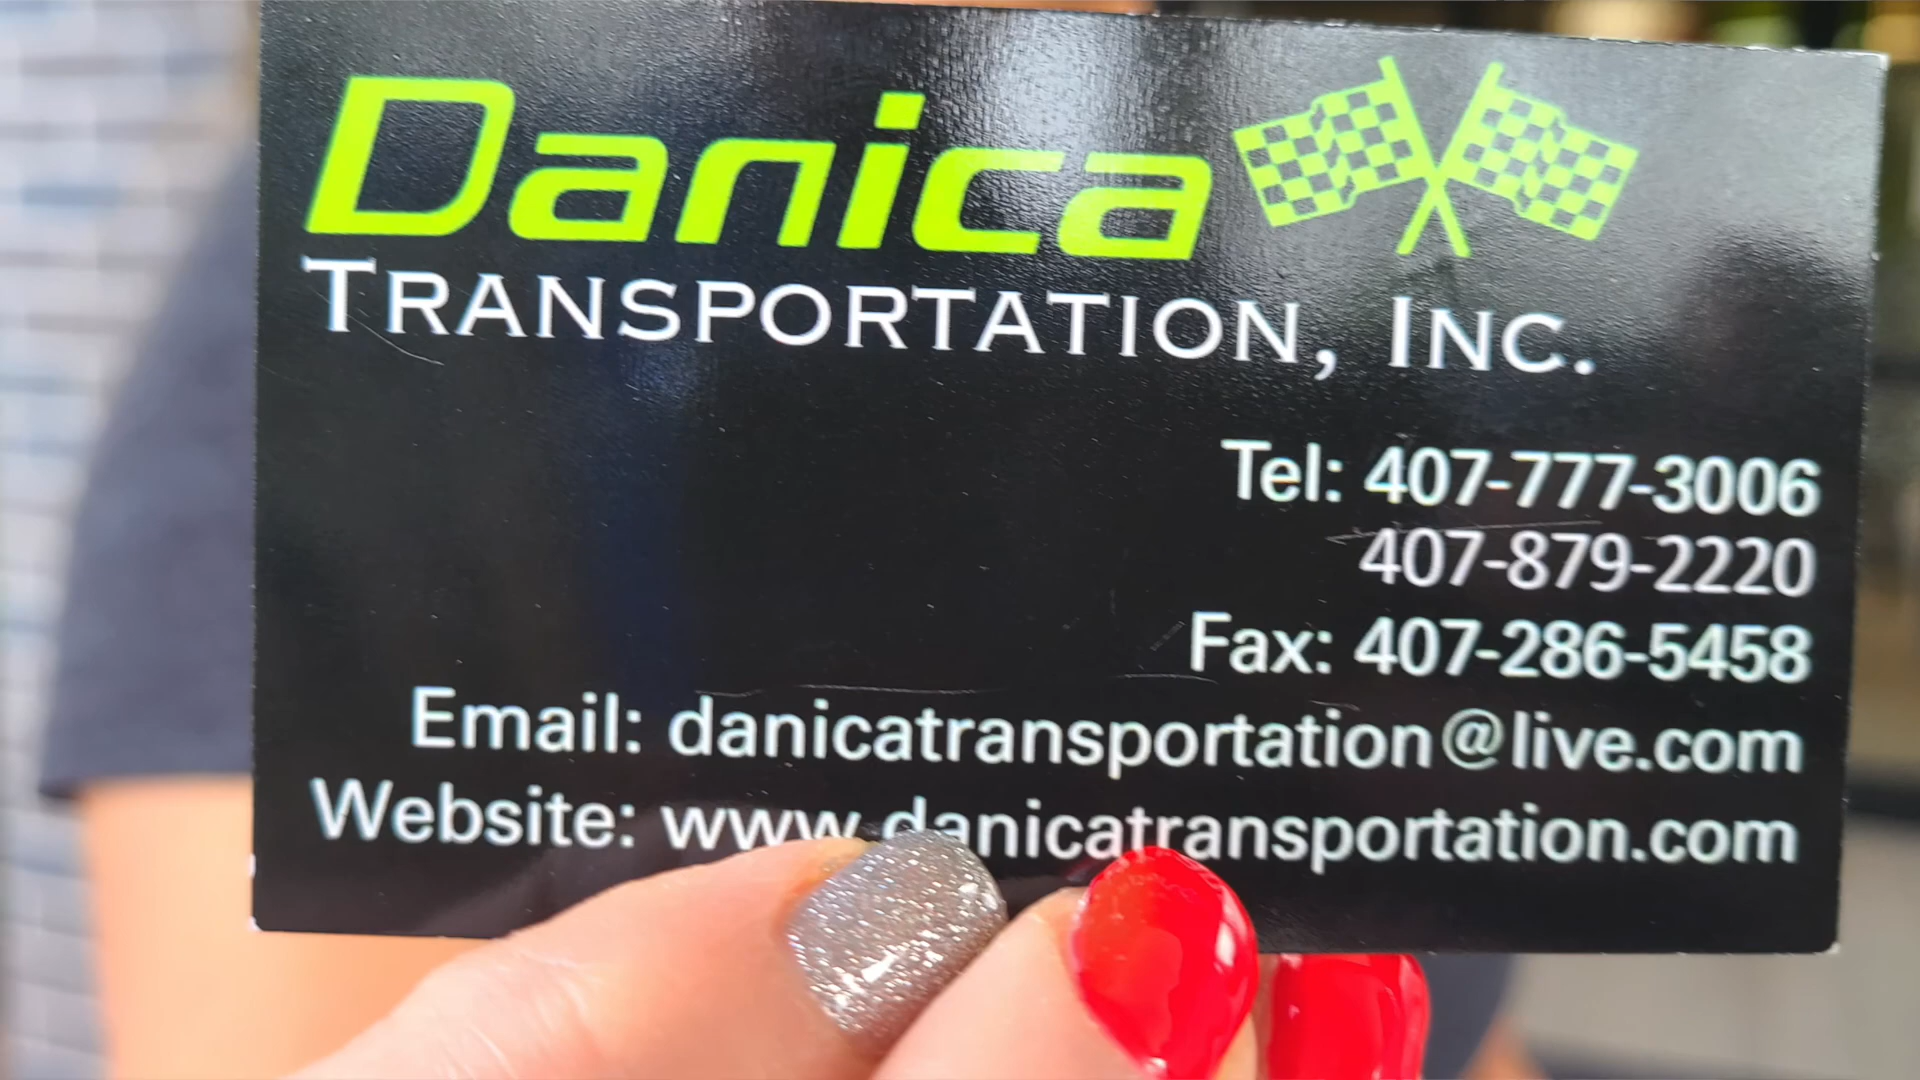 Danica
TRANSPORTATION, INC.
Tel: 407-777-3006
407-879-2220
Fax: 407-286-5458
Email: danicatransportation@live.com
Website: www.danicatransportation.com